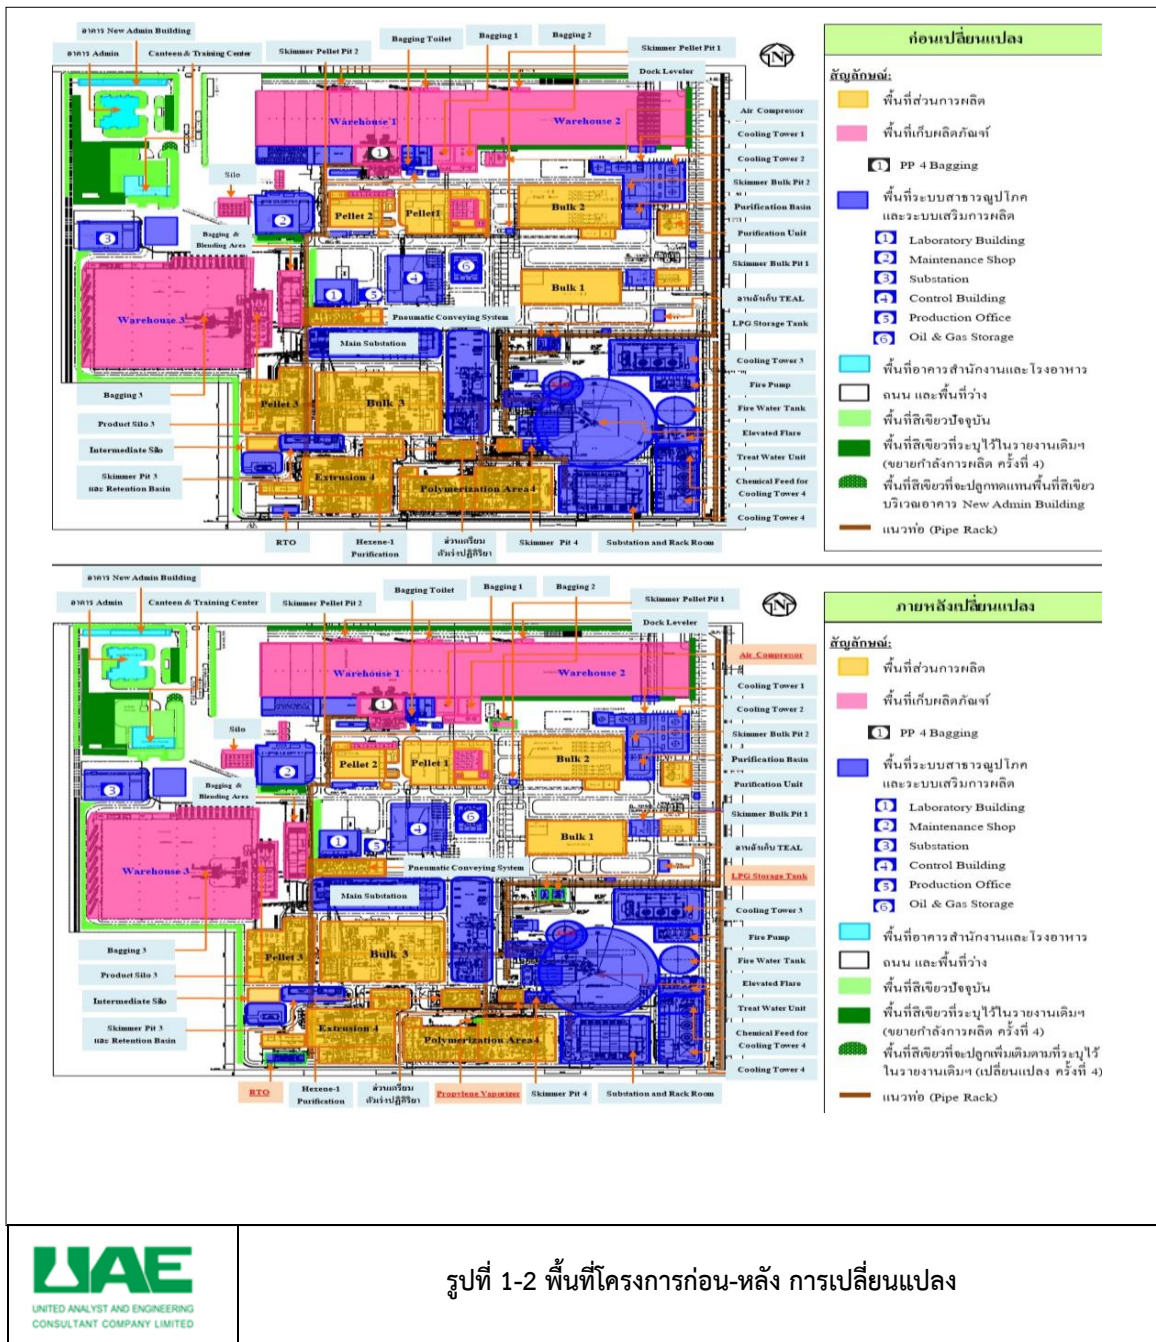 อาคาร New Admin Building
อาคาร Admin
Canteen & Training Center
Skimmer Pellet Pit 2
Bagging Toilet
Bagging 1
Bagging 2
Skimmer Pellet Pit 1
Dock Leveler
N
Warehouse 1
Warehouse 2
Air Compressor
Cooling Tower 1
Cooling Tower 2
Skimmer Bulk Pit 2
Purification Basin
Purification Unit
Skimmer Bulk Pit 1
ลานถังเก็บ TEAL
LPG Storage Tank
Cooling Tower 3
Fire Pump
Fire Water Tank
Elevated Flare
Treat Water Unit
Chemical Feed for
Cooling Tower 4
Cooling Tower 4
Silo
Bagging &
Blending Area
Pellet 2
Pellet1
Bulk 2
Bulk 1
1
2
3
4
5
6
1
Warehouse 3
Pneumatic Conveying System
Main Substation
Bagging 3
Product Silo 3
Intermediate Silo
Skimmer Pit 3
และ Retention Basin
Pellet 3
Bulk 3
Extrusion 4
Polymerization Area 4
RTO
Hexene-1
Purification
ส่วนเตรียม
ตัวเร่งปฏิกิริยา
Skimmer Pit 4
Substation and Rack Room
ก่อนเปลี่ยนแปลง
สัญลักษณ์:
พื้นที่ส่วนการผลิต
พื้นที่เก็บผลิตภัณฑ์
1 PP 4 Bagging
พื้นที่ระบบสาธารณูปโภค
และระบบเสริมการผลิต
1 Laboratory Building
2 Maintenance Shop
3 Substation
4 Control Building
5 Production Office
6 Oil & Gas Storage
พื้นที่อาคารสำนักงานและโรงอาหาร
ถนน และพื้นที่ว่าง
พื้นที่สีเขียวปัจจุบัน
พื้นที่สีเขียวที่ระบุไว้ในรายงานเดิมฯ
(ขยายกำลังการผลิต ครั้งที่ 4)
พื้นที่สีเขียวที่จะปลูกทดแทนพื้นที่สีเขียว
บริเวณอาคาร New Admin Building
แนวท่อ (Pipe Rack)
อาคาร New Admin Building
อาคาร Admin
Canteen & Training Center
Skimmer Pellet Pit 2
Bagging Toilet
Bagging 1
Bagging 2
Skimmer Pellet Pit 1
Dock Leveler
N
Warehouse 1
Warehouse 2
Air Compressor
Cooling Tower 1
Cooling Tower 2
Skimmer Bulk Pit 2
Purification Basin
Purification Unit
Skimmer Bulk Pit 1
ลานถังเก็บ TEAL
LPG Storage Tank
Cooling Tower 3
Fire Pump
Fire Water Tank
Elevated Flare
Treat Water Unit
Chemical Feed for
Cooling Tower 4
Cooling Tower 4
Silo
Bagging &
Blending Area
Pellet 2
Pellet 1
Bulk 2
Bulk 1
1
2
3
4
5
6
1
Warehouse 3
Pneumatic Conveying System
Main Substation
Bagging 3
Product Silo 3
Intermediate Silo
Skimmer Pit 3
และ Retention Basin
Pellet 3
Bulk 3
Extrusion 4
Polymerization Area 4
RTO
Hexene-1
Purification
ส่วนเตรียม
ตัวเร่งปฏิกิริยา
Propylene Vaporizer
Skimmer Pit 4
Substation and Rack Room
ภายหลังเปลี่ยนแปลง
สัญลักษณ์:
พื้นที่ส่วนการผลิต
พื้นที่เก็บผลิตภัณฑ์
1 PP 4 Bagging
พื้นที่ระบบสาธารณูปโภค
และระบบเสริมการผลิต
1 Laboratory Building
2 Maintenance Shop
3 Substation
4 Control Building
5 Production Office
6 Oil & Gas Storage
พื้นที่อาคารสำนักงานและโรงอาหาร
ถนน และพื้นที่ว่าง
พื้นที่สีเขียวปัจจุบัน
พื้นที่สีเขียวที่ระบุไว้ในรายงานเดิมฯ
(ขยายกำลังการผลิต ครั้งที่ 4)
พื้นที่สีเขียวที่จะปลูกเพิ่มเติมตามที่ระบุไว้
ในรายงานเดิมฯ (เปลี่ยนแปลง ครั้งที่ 4)
แนวท่อ (Pipe Rack)
UAE
UNITED ANALYST AND ENGINEERING
CONSULTANT COMPANY LIMITED
รูปที่ 1-2 พื้นที่โครงการก่อน-หลัง การเปลี่ยนแปลง